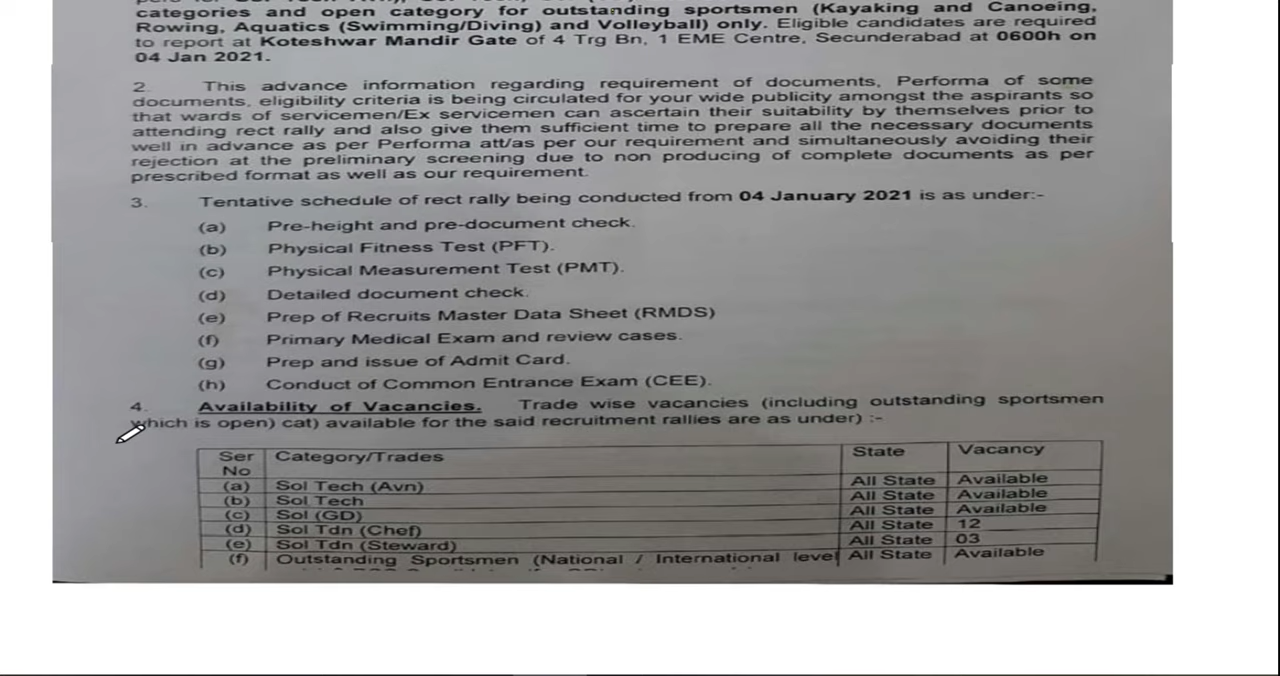 categories and open category for outstanding sportsmen (Kayaking and Canoeing,
Rowing, Aquatics (Swimming/Diving) and Volleyball) only. Eligible candidates are required
to report at Koteshwar Mandir Gate of 4 Trg Bn, 1 EME Centre, Secunderabad at 0600h on
04 Jan 2021.
2. This advance information regarding requirement of documents, Performa of some
documents, eligibility criteria is being circulated for your wide publicity amongst the aspirants so
that wards of servicemen/Ex servicemen can ascertain their suitability by themselves prior to
attending rect rally and also give them sufficient time to prepare all the necessary documents
well in advance as per Performa att/as per our requirement and simultaneously avoiding their
rejection at the preliminary screening due to non producing of complete documents as per
prescribed format as well as our requirement.
3. Tentative schedule of rect rally being conducted from 04 January 2021 is as under:-
(a) Pre-height and pre-document check.
(b) Physical Fitness Test (PFT).
(c) Physical Measurement Test (PMT).
(d) Detailed document check.
(e) Prep of Recruits Master Data Sheet (RMDS)
(f) Primary Medical Exam and review cases.
(g) Prep and issue of Admit Card.
(h) Conduct of Common Entrance Exam (CEE).
4. Availability of Vacancies. Trade wise vacancies (including outstanding sportsmen
which is open) cat) available for the said recruitment rallies are as under) :-
Ser No Category/Trades State Vacancy
(a) Sol Tech (Avn) All State Available
(b) Sol Tech All State Available
(c) Sol (GD) All State Available
(d) Sol Tdn (Chef) All State 12
(e) Sol Tdn (Steward) All State 03
(f) Outstanding Sportsmen (National / International level All State Available